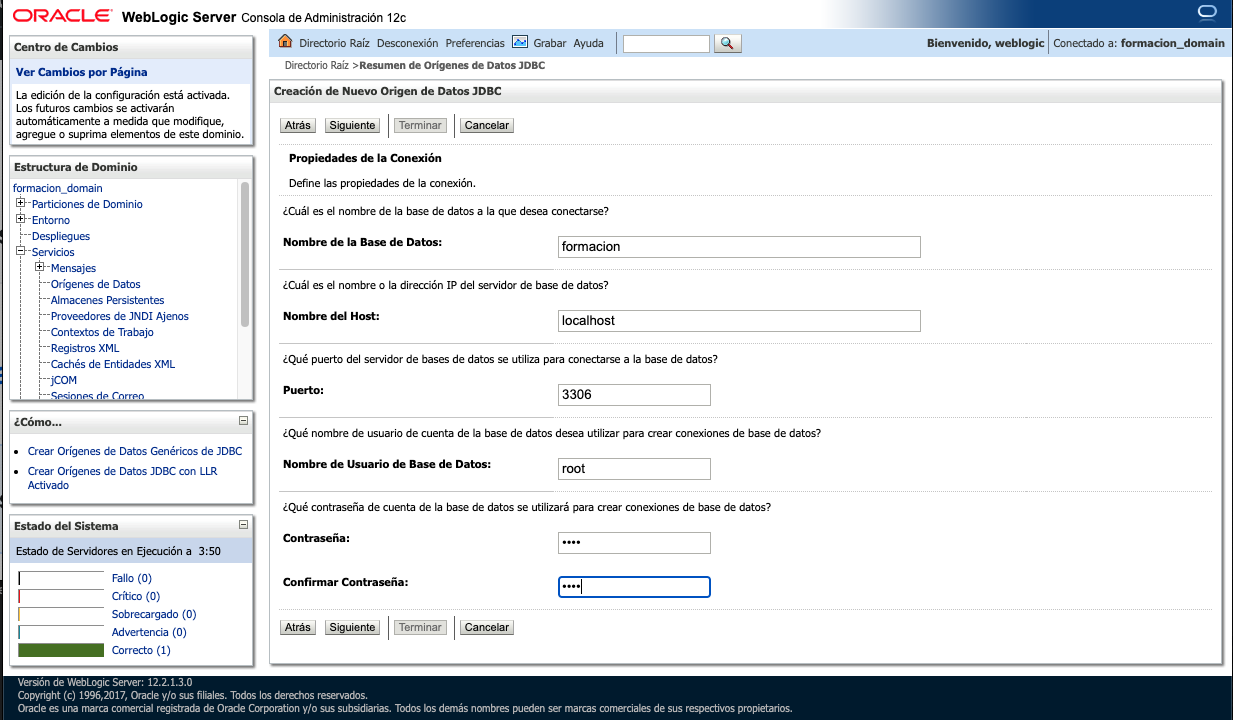 ORACLE WebLogic Server Consola de Administración 12c
Centro de Cambios
Ver Cambios por Página
La edición de la configuración está activada.
Los futuros cambios se activarán
automáticamente a medida que modifique,
agregue o suprima elementos de este dominio.
Estructura de Dominio
formacion_domain
Particiones de Dominio
Entorno
Despliegues
Servicios
Mensajes
Orígenes de Datos
Almacenes Persistentes
Proveedores de JNDI Ajenos
Contextos de Trabajo
Registros XML
Cachés de Entidades XML
jCOM
Sesiones de Correo
¿Cómo...
Crear Orígenes de Datos Genéricos de JDBC
Crear Orígenes de Datos JDBC con LLR
Activado
Estado del Sistema
Estado de Servidores en Ejecución a 3:50
Fallo (0)
Crítico (0)
Sobrecargado (0)
Advertencia (0)
Correcto (1)
Directorio Raíz Desconexión Preferencias Grabar Ayuda
Bienvenido, weblogic Conectado a: formacion_domain
Directorio Raíz >Resumen de Orígenes de Datos JDBC
Creación de Nuevo Origen de Datos JDBC
Atrás Siguiente Terminar Cancelar
Propiedades de la Conexión
Define las propiedades de la conexión.
¿Cuál es el nombre de la base de datos a la que desea conectarse?
Nombre de la Base de Datos: formacion
¿Cuál es el nombre o la dirección IP del servidor de base de datos?
Nombre del Host: localhost
¿Qué puerto del servidor de bases de datos se utiliza para conectarse a la base de datos?
Puerto: 3306
¿Qué nombre de usuario de cuenta de la base de datos desea utilizar para crear conexiones de base de datos?
Nombre de Usuario de Base de Datos: root
¿Qué contraseña de cuenta de la base de datos se utilizará para crear conexiones de base de datos?
Contraseña: ••••
Confirmar Contraseña: ••••
Atrás Siguiente Terminar Cancelar
Versión de WebLogic Server: 12.2.1.3.0
Copyright (c) 1996,2017, Oracle y/o sus filiales. Todos los derechos reservados.
Oracle es una marca comercial registrada de Oracle Corporation y/o sus subsidiarias. Todos los demás nombres pueden ser marcas comerciales de sus respectivos propietarios.